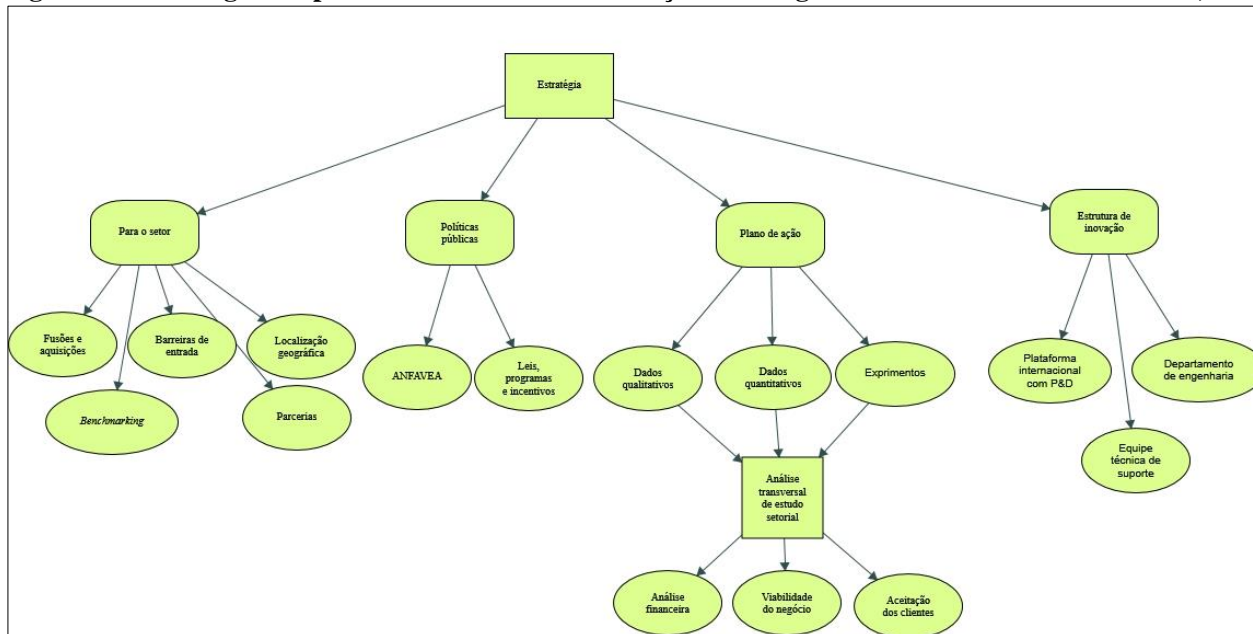 Estratégia
Para o setor
Políticas
públicas
Plano de ação
Estrutura de
inovação
Fusões e
aquisições
Barreiras de
entrada
Localização
geográfica
Benchmarking
Parcerias
ANFAVEA
Leis,
programas
e incentivos
Dados
qualitativos
Dados
quantitativos
Exprimentos
Plataforma
internacional
com P&D
Departamento
de engenharia
Equipe
técnica de
suporte
Análise
transversal
de estudo
setorial
Análise
financeira
Viabilidade
do negócio
Aceitação
dos clientes